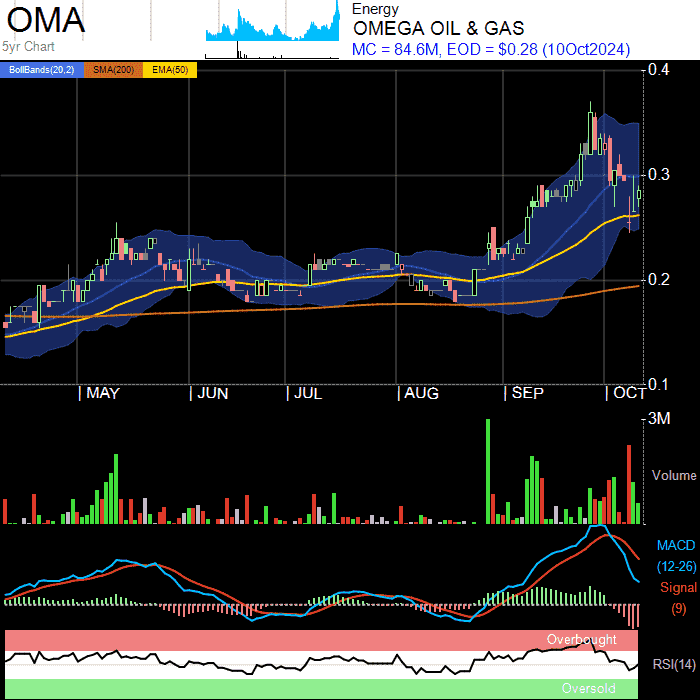 OMA
5yr Chart
Energy
OMEGA OIL & GAS
MC = 84.6M, EOD = $0.28 (10Oct2024)
BollBands(20,2) SMA(200) EMA(50)
0.4
0.3
0.2
0.1
| MAY | JUN | JUL | AUG | SEP | OCT
3M
Volume
MACD
(12-26)
Signal
(9)
Overbought
RSI(14)
Oversold